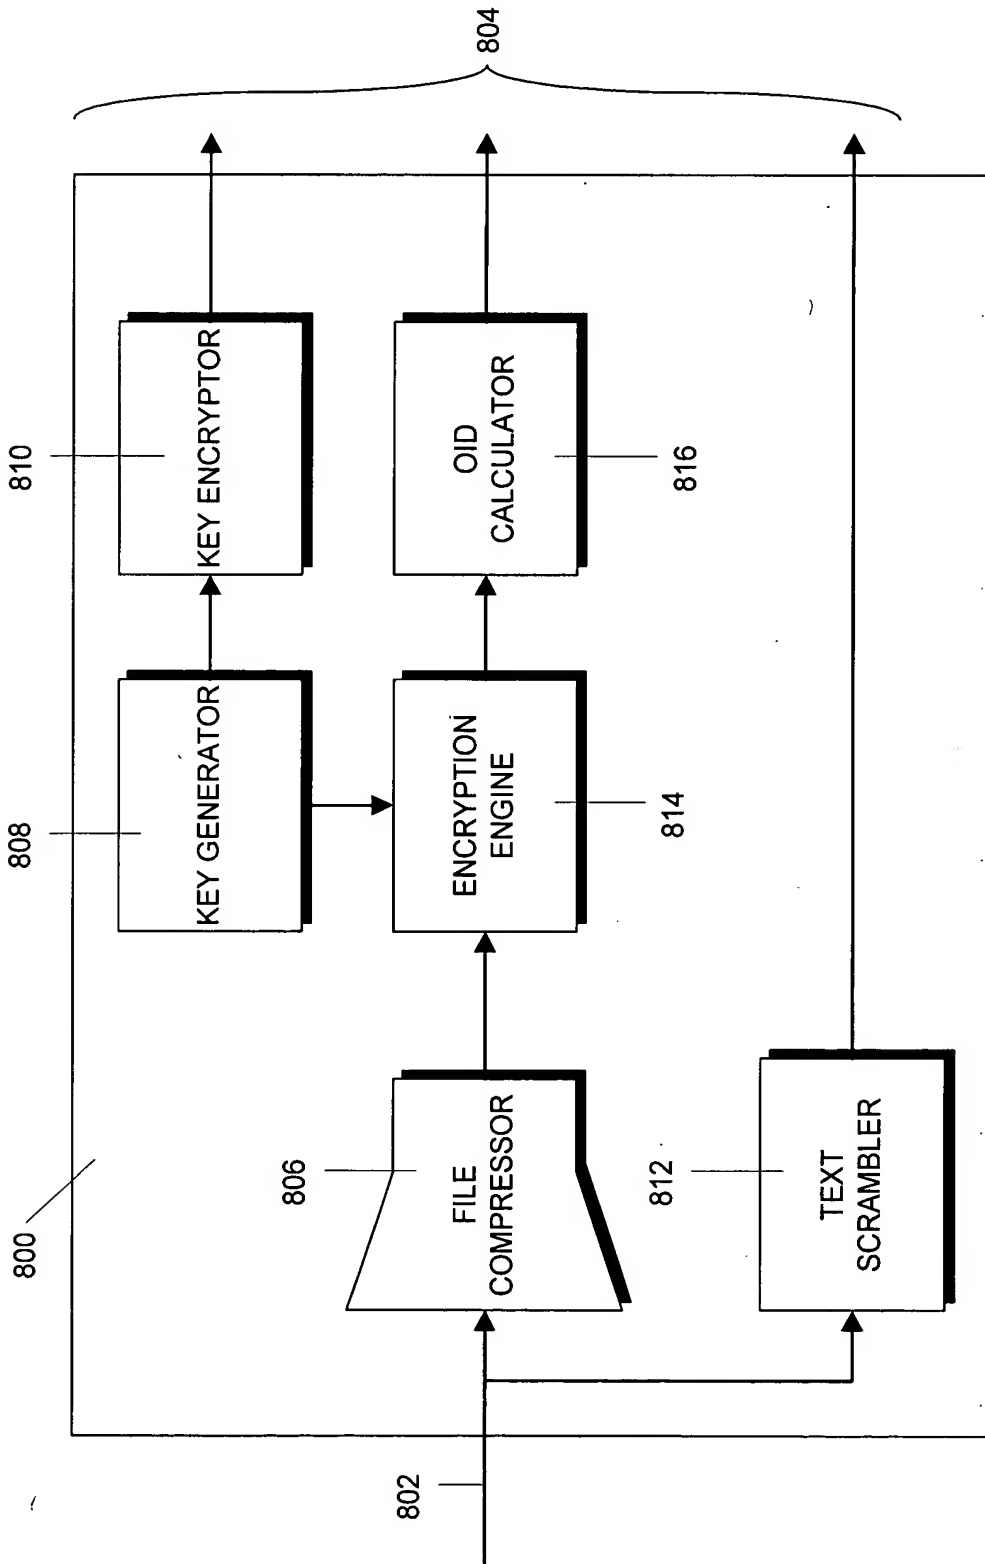 800
808
810
KEY GENERATOR
KEY ENCRYPTOR
804
802
806
FILE
COMPRESSOR
ENCRYPTION
ENGINE
814
OID
CALCULATOR
816
812
TEXT
SCRAMBLER